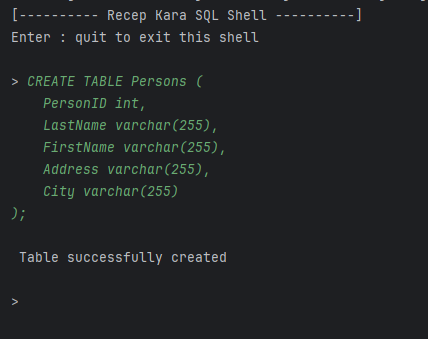 [---------- Recep Kara SQL Shell ----------]
Enter : quit to exit this shell
> CREATE TABLE Persons (
PersonID int,
LastName varchar(255),
FirstName varchar(255),
Address varchar(255),
City varchar(255)
);
Table successfully created
>